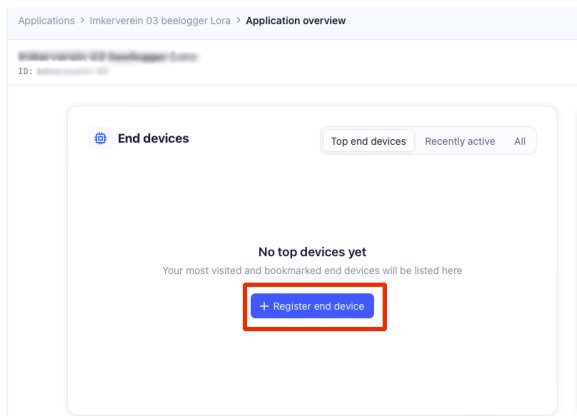 Applications > Imkerverein 03 beelogger Lora > Application overview
ID:
End devices
Top end devices Recently active All
No top devices yet
Your most visited and bookmarked end devices will be listed here
+ Register end device